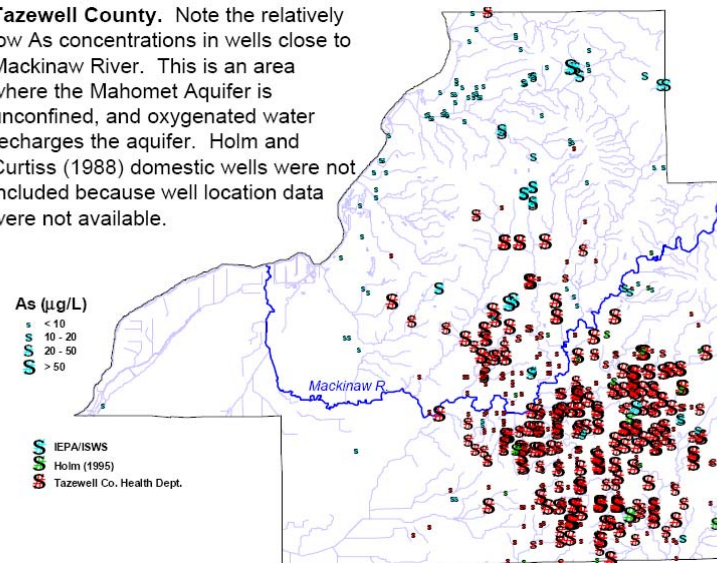 Tazewell County. Note the relatively
ow As concentrations in wells close to
Mackinaw River. This is an area
where the Mahomet Aquifer is
unconfined, and oxygenated water
recharges the aquifer. Holm and
Curtiss (1988) domestic wells were not
included because well location data
were not available.
As (µg/L)
s < 10
s 10 - 20
S 20 - 50
S > 50
Mackinaw R.
S IEPA/ISWS
S Holm (1995)
S Tazewell Co. Health Dept.